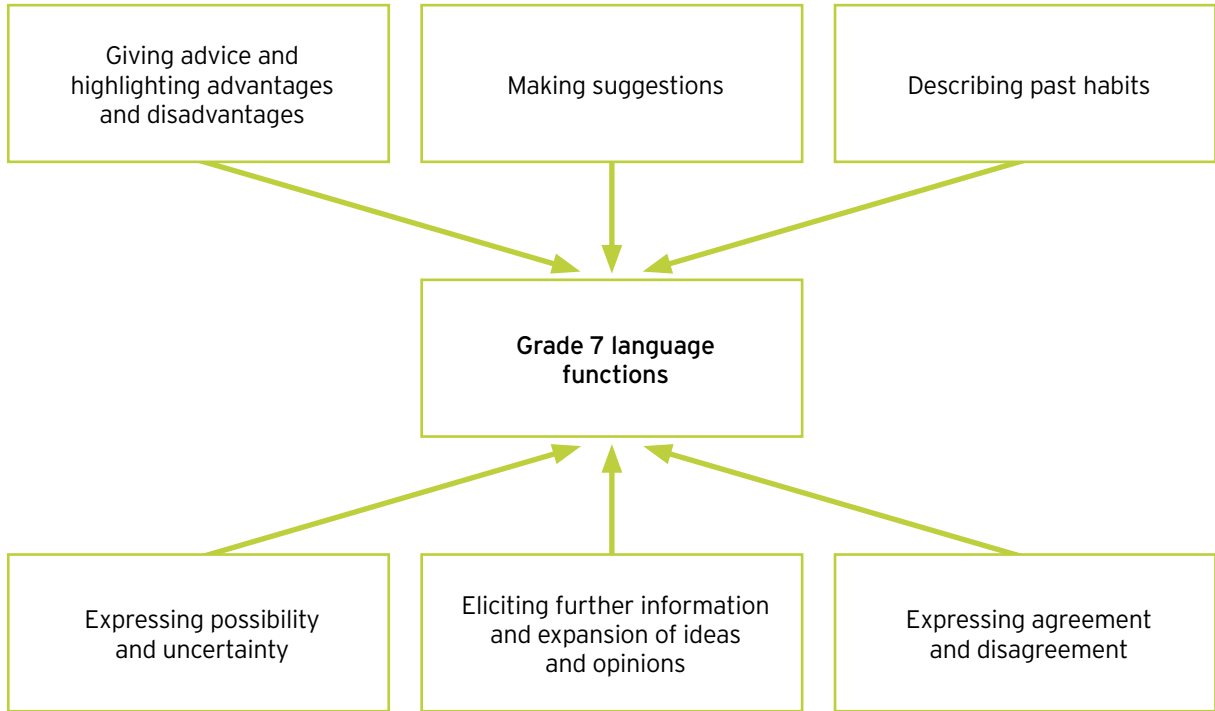 Giving advice and
highlighting advantages
and disadvantages
Making suggestions
Describing past habits
Grade 7 language
functions
Expressing possibility
and uncertainty
Eliciting further information
and expansion of ideas
and opinions
Expressing agreement
and disagreement